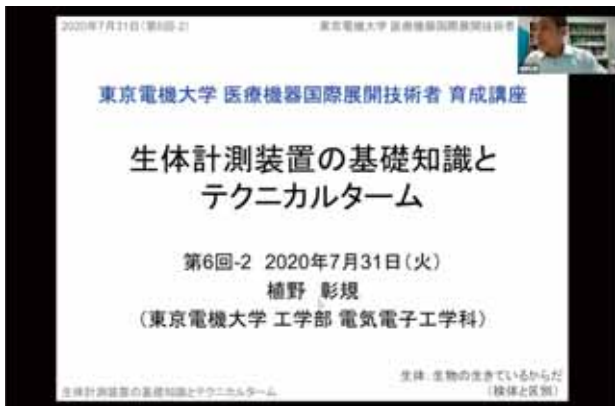 2020年7月31日(第6回-2)
東京電機大学 医療機器国際展開技術者
東京電機大学 医療機器国際展開技術者 育成講座
生体計測装置の基礎知識と
テクニカルターム
第6回-2 2020年7月31日(火)
植野 彰規
(東京電機大学 工学部 電気電子工学科)
生体:生物の生きているからだ
(検体と区別)
生体計測装置の基礎知識とテクニカルターム